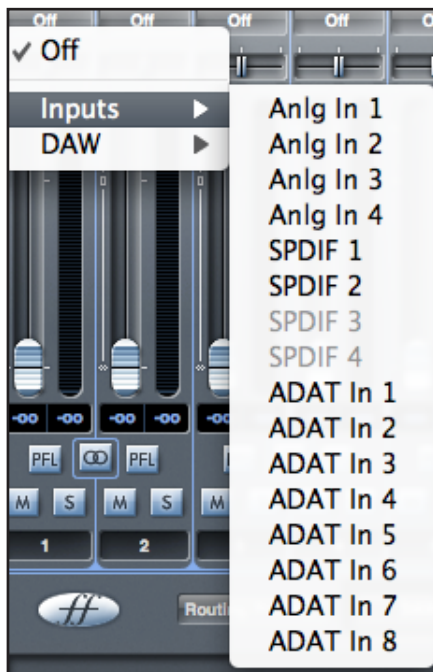 Off Off Off Off Off
✓ Off
Inputs
DAW
Anlg In 1
Anlg In 2
Anlg In 3
Anlg In 4
SPDIF 1
SPDIF 2
SPDIF 3
SPDIF 4
ADAT In 1
ADAT In 2
ADAT In 3
ADAT In 4
ADAT In 5
ADAT In 6
ADAT In 7
ADAT In 8
-oo -oo -oo -oo -oo
PFL PFL
M S M S M
1 2
ff